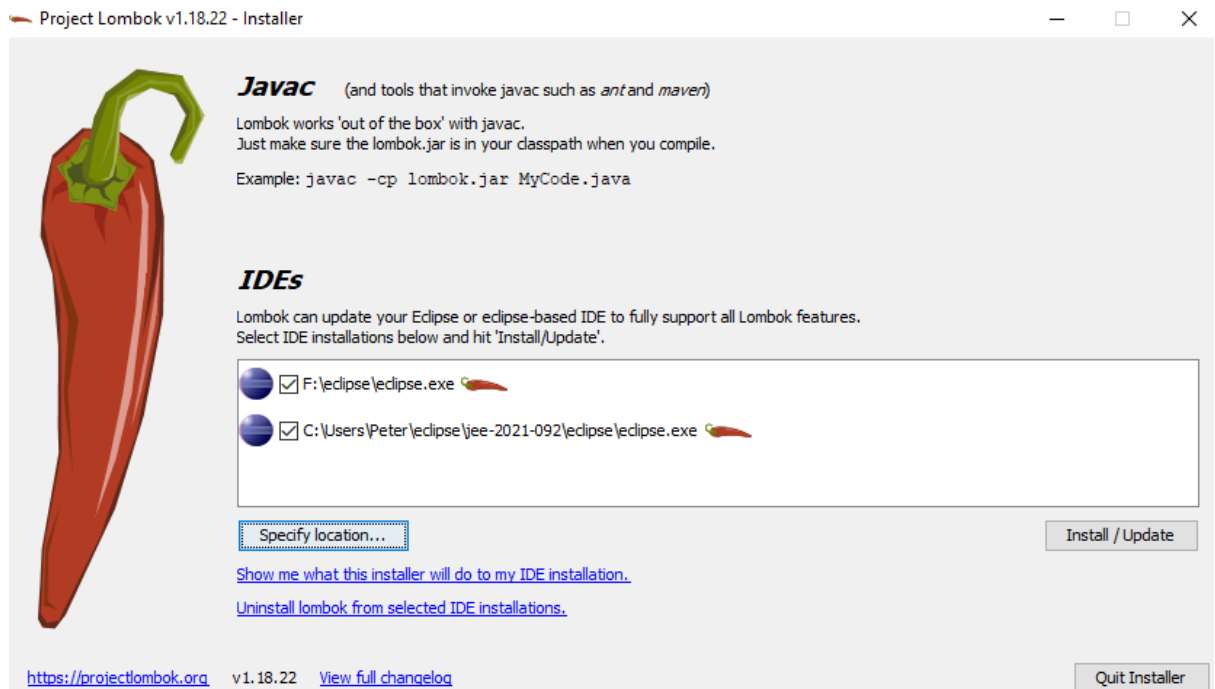 Project Lombok v1.18.22 - Installer
Javac (and tools that invoke javac such as ant and maven)
Lombok works 'out of the box' with javac.
Just make sure the lombok.jar is in your classpath when you compile.
Example: javac -cp lombok.jar MyCode.java
IDEs
Lombok can update your Eclipse or eclipse-based IDE to fully support all Lombok features.
Select IDE installations below and hit 'Install/Update'.
F:\eclipse\eclipse.exe
C:\Users\Peter\eclipse\jee-2021-092\eclipse\eclipse.exe
Specify location... Install / Update
Show me what this installer will do to my IDE installation.
Uninstall lombok from selected IDE installations.
https://projectlombok.org v1.18.22 View full changelog Quit Installer